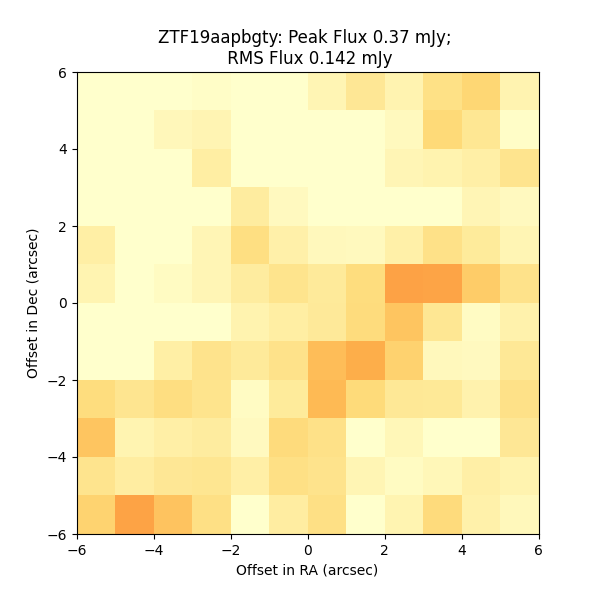 ZTF19aapbgty: Peak Flux 0.37 mJy;
RMS Flux 0.142 mJy
6
4
2
0
−2
−4
−6
Offset in Dec (arcsec)
−6 −4 −2 0 2 4 6
Offset in RA (arcsec)